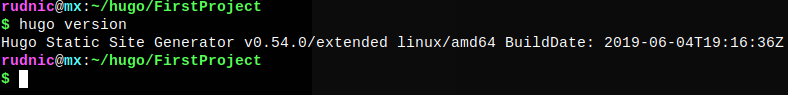 rudnic@mx:~/hugo/FirstProject
$ hugo version
Hugo Static Site Generator v0.54.0/extended linux/amd64 BuildDate: 2019-06-04T19:16:36Z
rudnic@mx:~/hugo/FirstProject
$